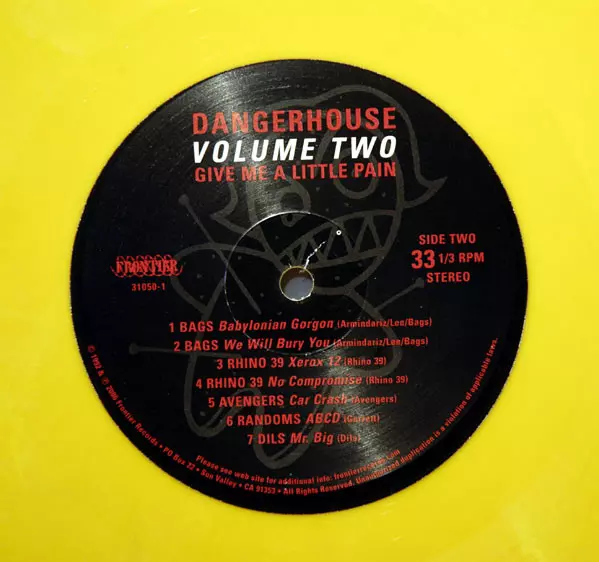 DANGERHOUSE
VOLUME TWO
GIVE ME A LITTLE PAIN
FRONTIER
31050-1
SIDE TWO
33 1/3 RPM
STEREO
1 BAGS Babylonian Gorgon (Armindariz/Lee/Bags)
2 BAGS We Will Bury You (Armindariz/Lee/Bags)
3 RHINO 39 Xerox 12 (Rhino 39)
4 RHINO 39 No Compromise (Rhino 39)
5 AVENGERS Car Crash (Avengers)
6 RANDOMS ABCD (Garrett)
7 DILS Mr. Big (Dils)
Please see web site for additional info: frontierrecords.com
© 1992 & ℗ 2006 Frontier Records • PO Box 22 • Sun Valley • CA 91353 • All Rights Reserved. Unauthorized duplication is a violation of applicable laws.